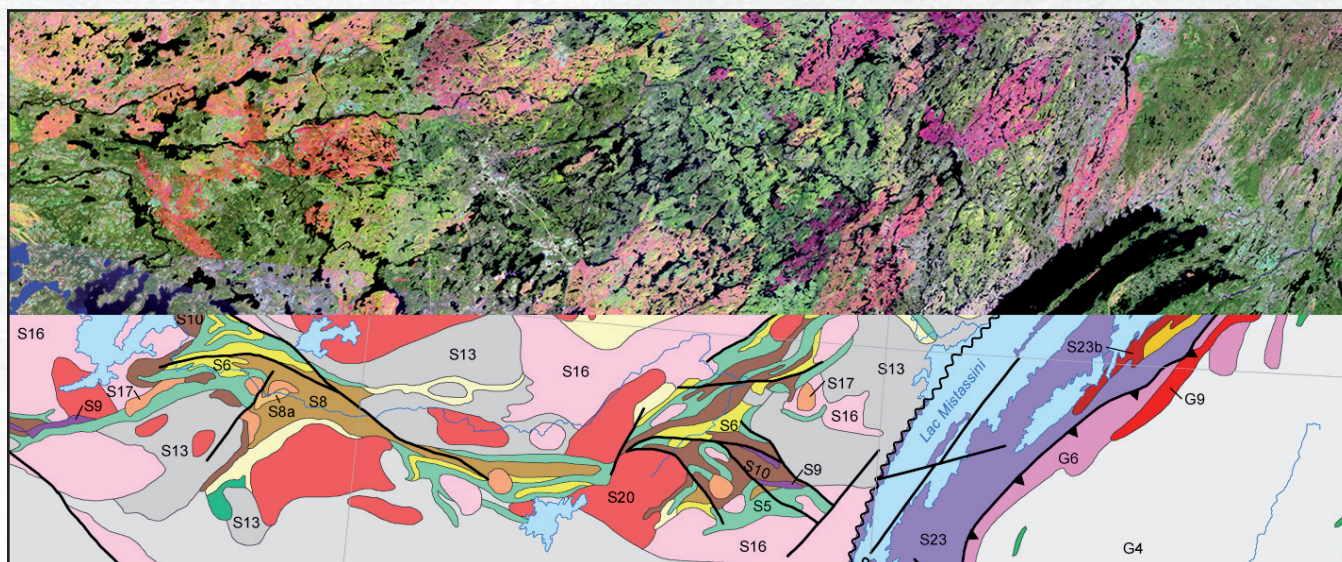 S10
S16
S13
S23b
S6
S16
S17
S13
S17
G9
S8
S16
S9
S8a
Lac Mistassini
S6
S13
S10
S9
G6
S20
S5
S13
S16
S23
G4